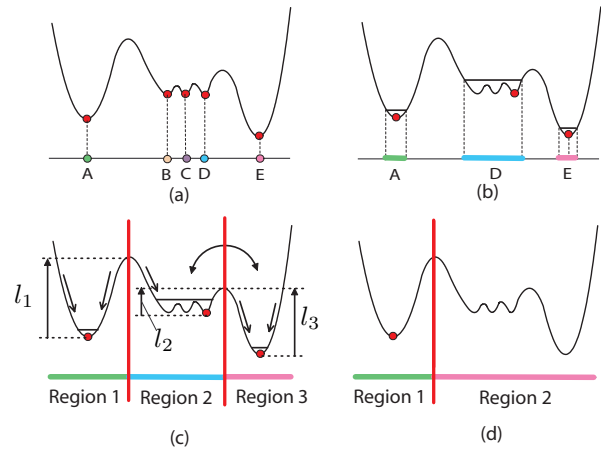 A B C D E
(a)
A D E
(b)
l1
l2
l3
Region 1 Region 2 Region 3
(c)
Region 1 Region 2
(d)